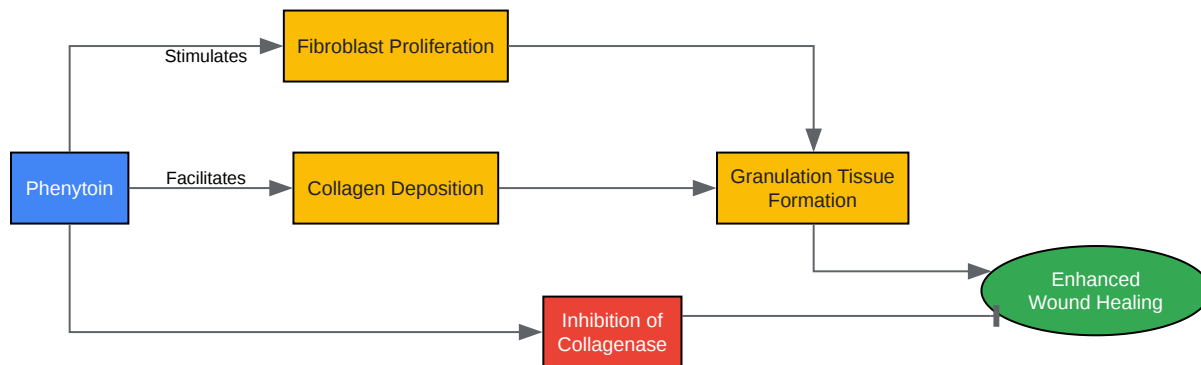 Fibroblast Proliferation
Stimulates
Phenytoin
Facilitates
Collagen Deposition
Granulation Tissue
Formation
Enhanced
Wound Healing
Inhibition of
Collagenase